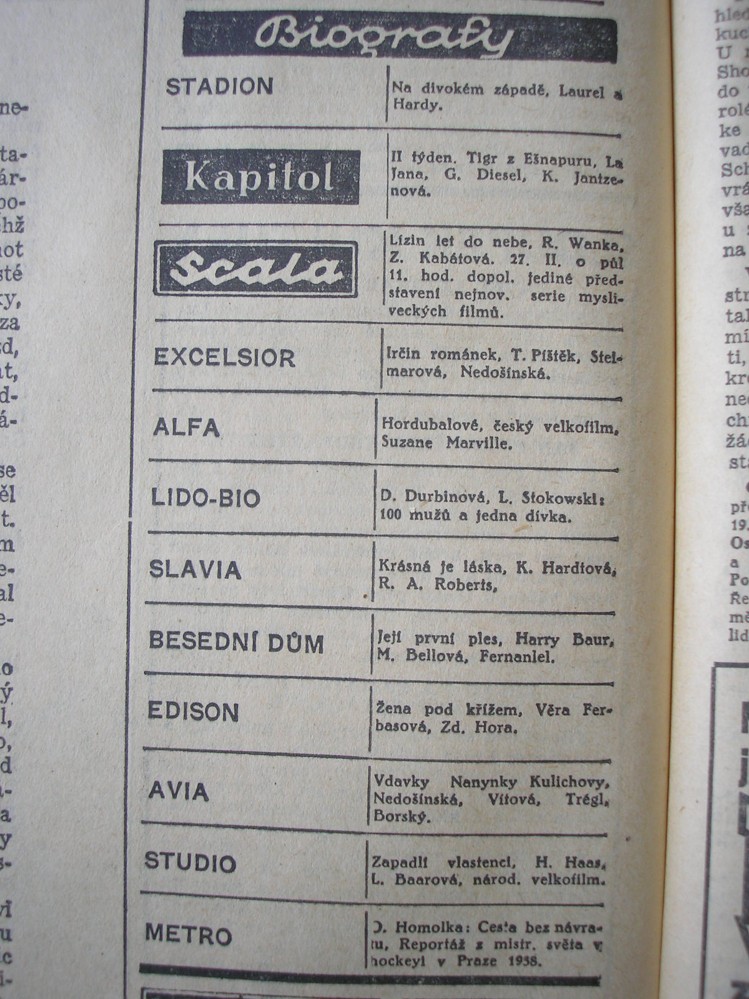 Biografy
STADION
Na divokém západě, Laurel a
Hardy.
Kapitol
II týden. Tigr z Ešnapuru, La
Jana, G. Diesel, K. Jantze-
nová.
Scala
Lízin let do nebe, R. Wanka,
Z. Kabátová. 27. II. o půl
11. hod. dopol. jediné před-
stavení nejnov. serie mysli-
veckých filmů.
EXCELSIOR
Irčin románek, T. Pištěk, Stei-
marová, Nedošínská.
ALFA
Hordubalové, český velkofilm,
Suzane Marville.
LIDO-BIO
D. Durbinová, L. Stokowski:
100 mužů a jedna dívka.
SLAVIA
Krásná je láska, K. Hardtová,
R. A. Roberts,
BESEDNÍ DŮM
Její první ples, Harry Baur,
M. Bellová, Fernaniel.
EDISON
Žena pod křížem, Věra Fer-
basová, Zd. Hora.
AVIA
Vdavky Nanynky Kulichovy,
Nedošínská, Vítová, Trégl,
Borský.
STUDIO
Zapadlí vlastenci, H. Haas,
L. Baarová, národ. velkofilm.
METRO
O. Homolka: Cesta bez návra-
tu, Reportáž z mistr. světa v
hockeyi v Praze 1938.